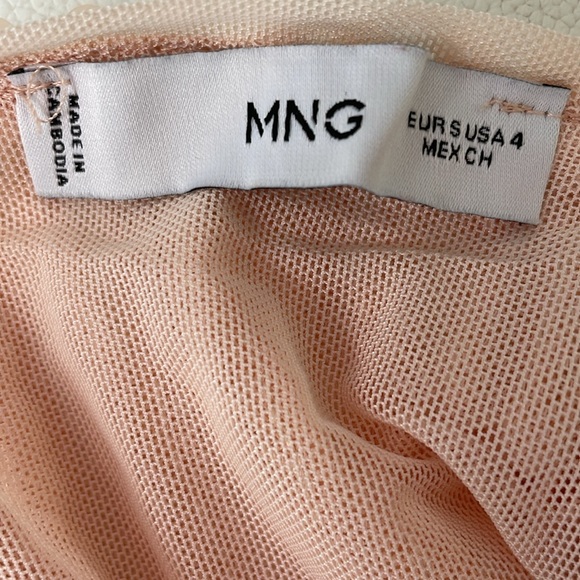 MADE IN
CAMBODIA
MNG
EUR S USA 4
MEX CH